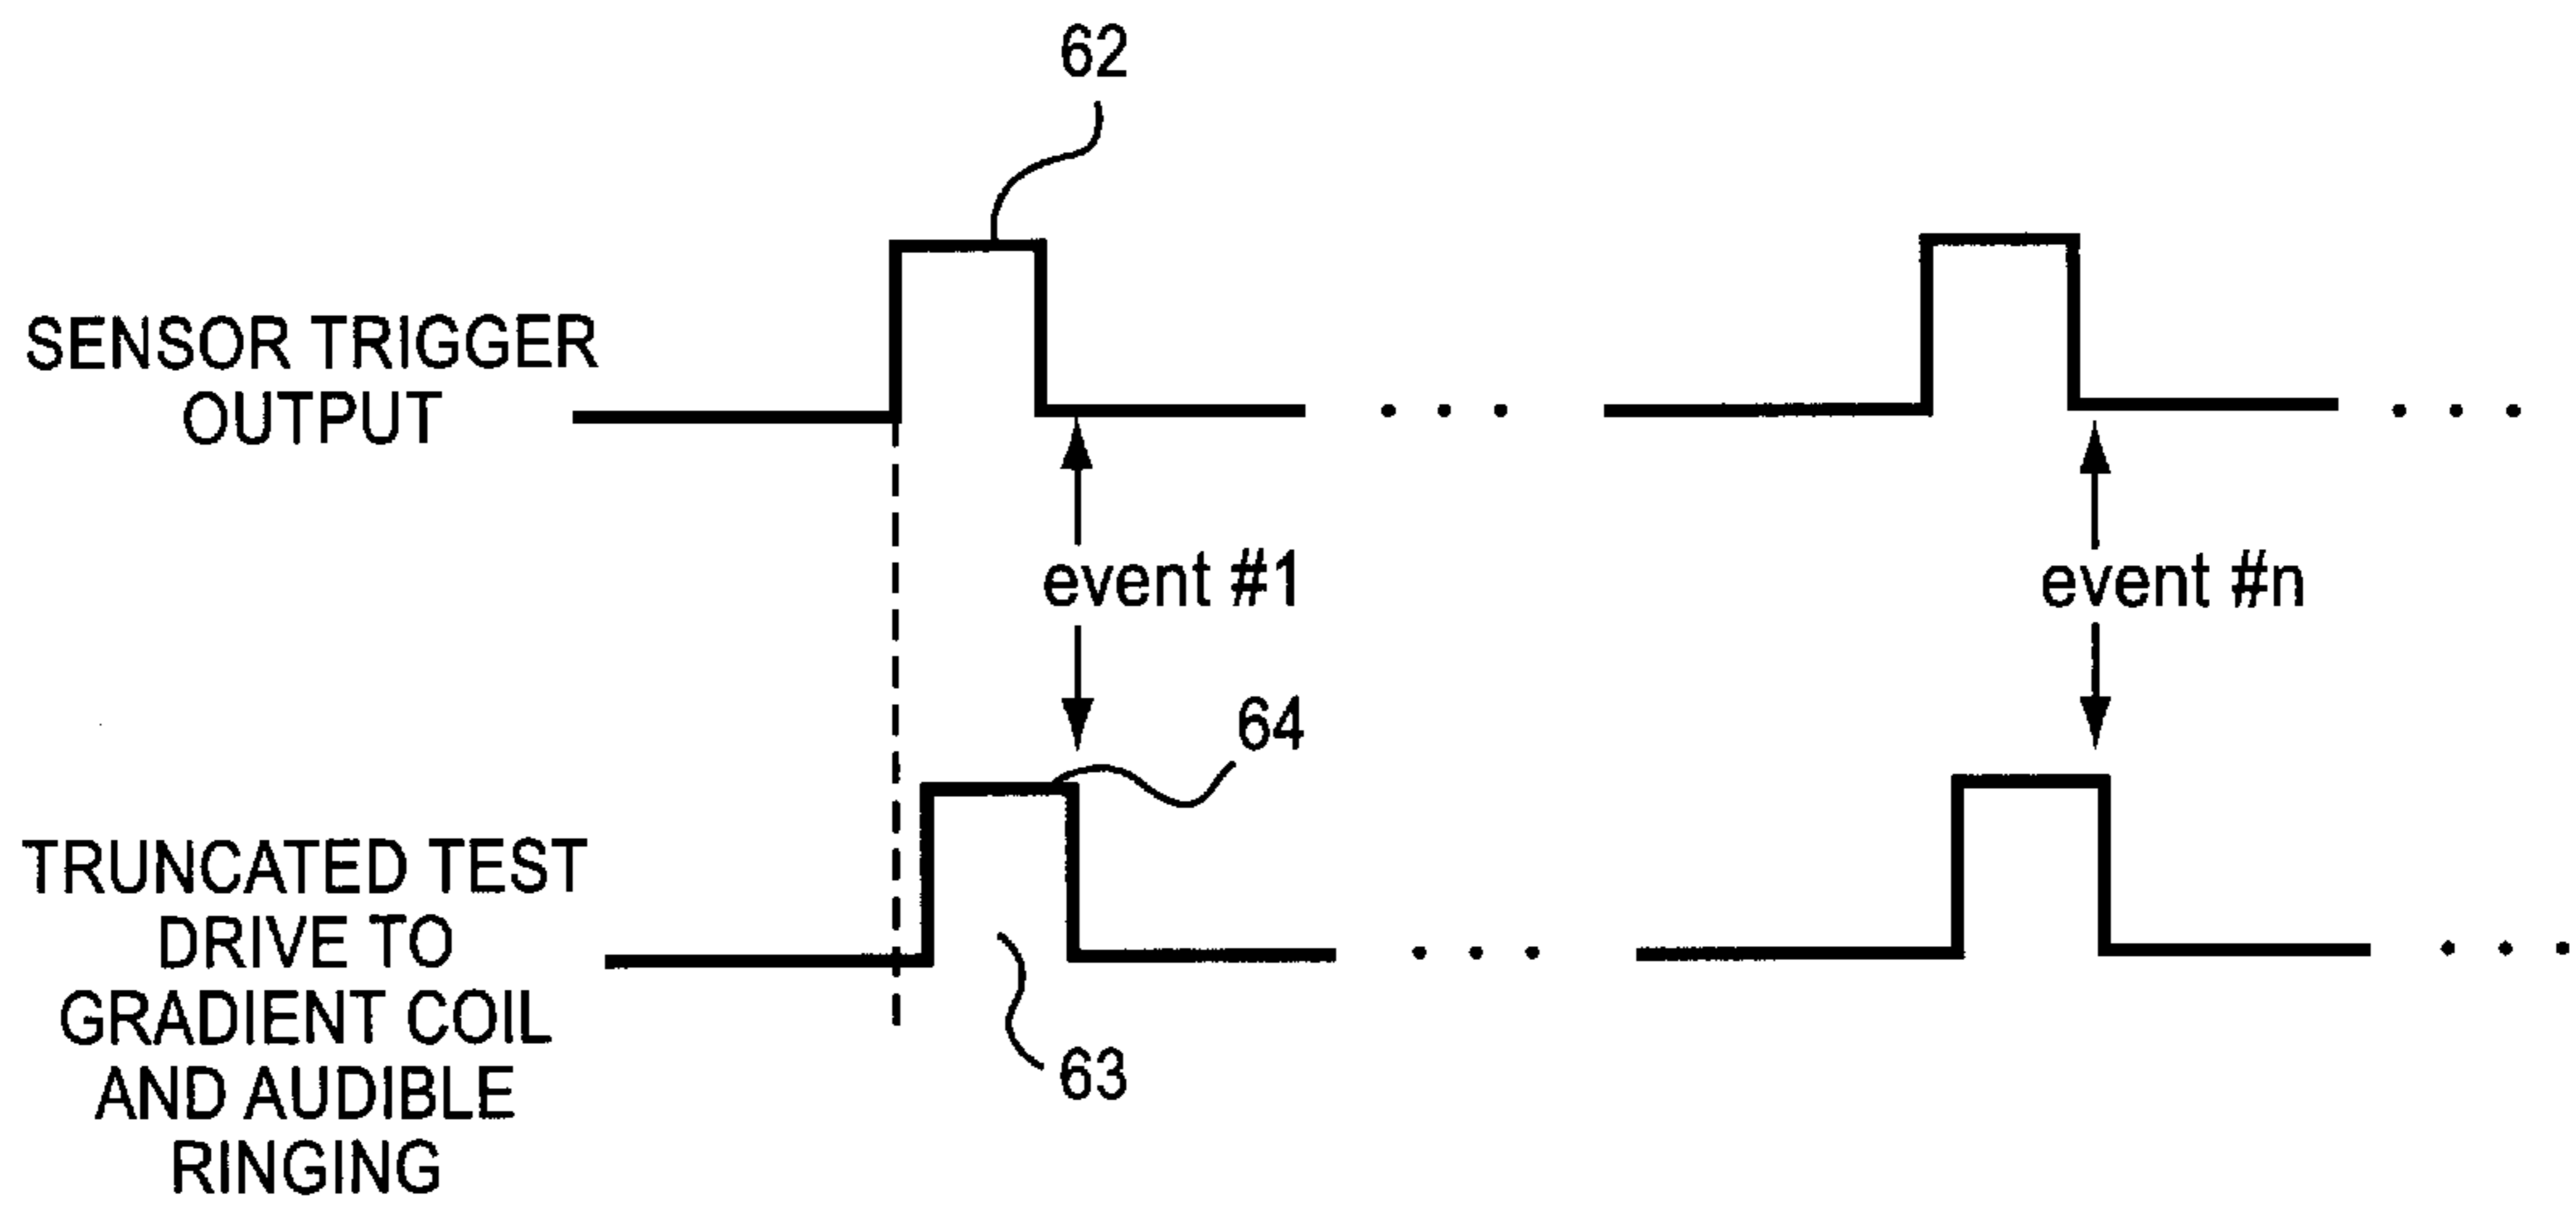 62
SENSOR TRIGGER
OUTPUT
. . .
. . .
event #1
event #n
64
TRUNCATED TEST
DRIVE TO
GRADIENT COIL
AND AUDIBLE
RINGING
. . .
. . .
63